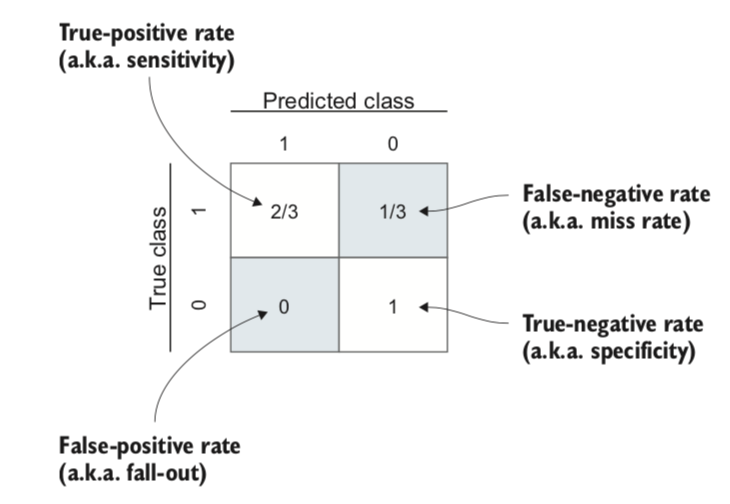 True-positive rate
(a.k.a. sensitivity)
Predicted class
1 0
True class
1
2/3 1/3
False-negative rate
(a.k.a. miss rate)
0
0 1
True-negative rate
(a.k.a. specificity)
False-positive rate
(a.k.a. fall-out)